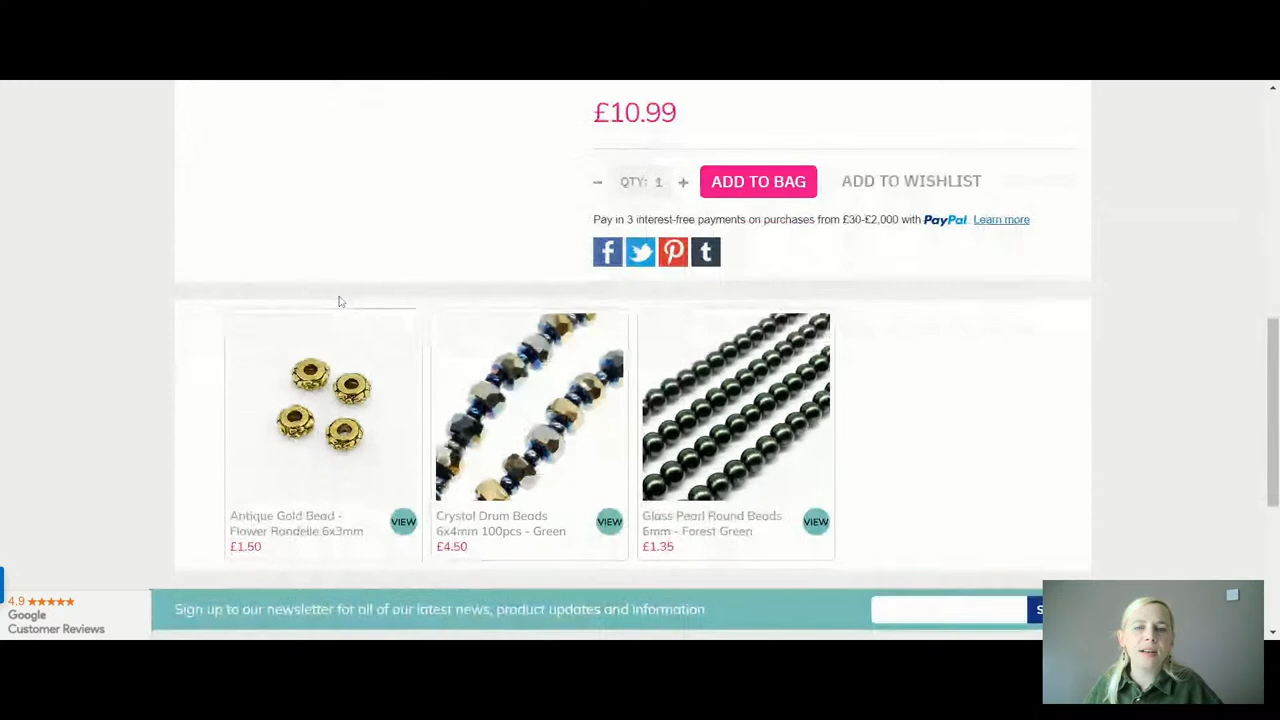 £10.99
- QTY: 1 + ADD TO BAG ADD TO WISHLIST
Pay in 3 interest-free payments on purchases from £30-£2,000 with PayPal. Learn more
f t
Antique Gold Bead -
Flower Rondelle 6x3mm
£1.50
VIEW
Crystal Drum Beads
6x4mm 100pcs - Green
£4.50
VIEW
Glass Pearl Round Beads
6mm - Forest Green
£1.35
VIEW
4.9 ★★★★★
Google
Customer Reviews
Sign up to our newsletter for all of our latest news, product updates and information
S